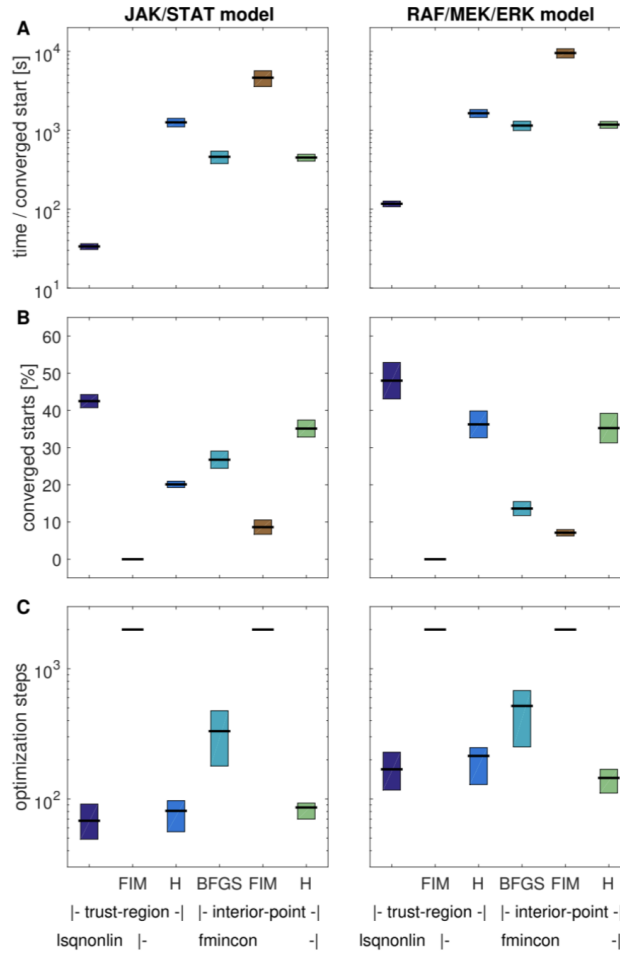 JAK/STAT model RAF/MEK/ERK model
A
time / converged start [s]
10^4
10^3
10^2
10^1
B
converged starts [%]
60
50
40
30
20
10
0
C
optimization steps
10^3
10^2
FIM H BFGS FIM H FIM H BFGS FIM H
|- trust-region -| |- interior-point -| |- trust-region -| |- interior-point -|
lsqnonlin |- fmincon -| lsqnonlin |- fmincon -|